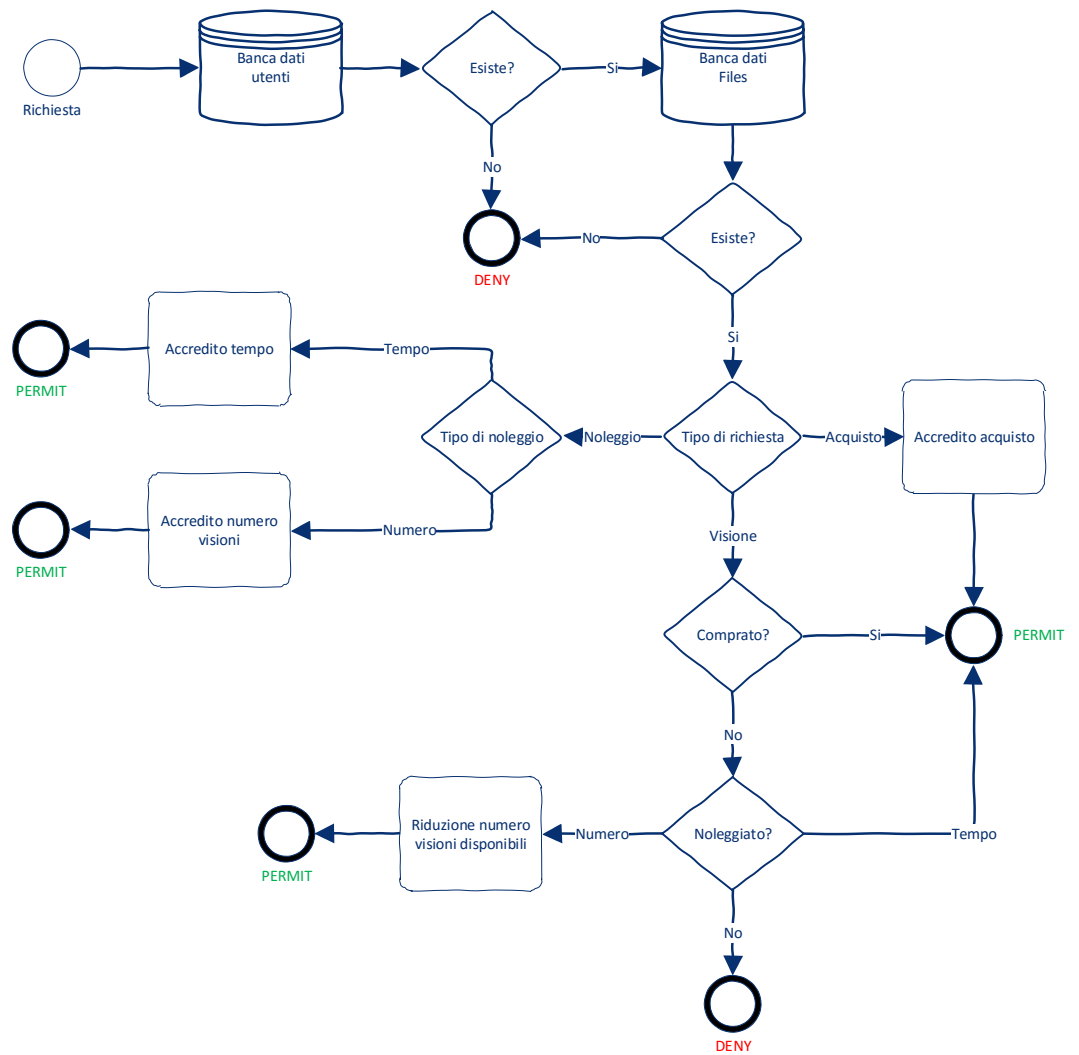 Banca dati
utenti
Esiste?
Si
Banca dati
Files
Richiesta
No
Esiste?
No
DENY
Si
Accredito tempo
Tempo
PERMIT
Tipo di noleggio
Noleggio
Tipo di richiesta
Acquisto
Accredito acquisto
Accredito numero
visioni
Numero
Visione
PERMIT
Comprato?
Si
PERMIT
No
Riduzione numero
visioni disponibili
Numero
Noleggiato?
Tempo
PERMIT
No
DENY